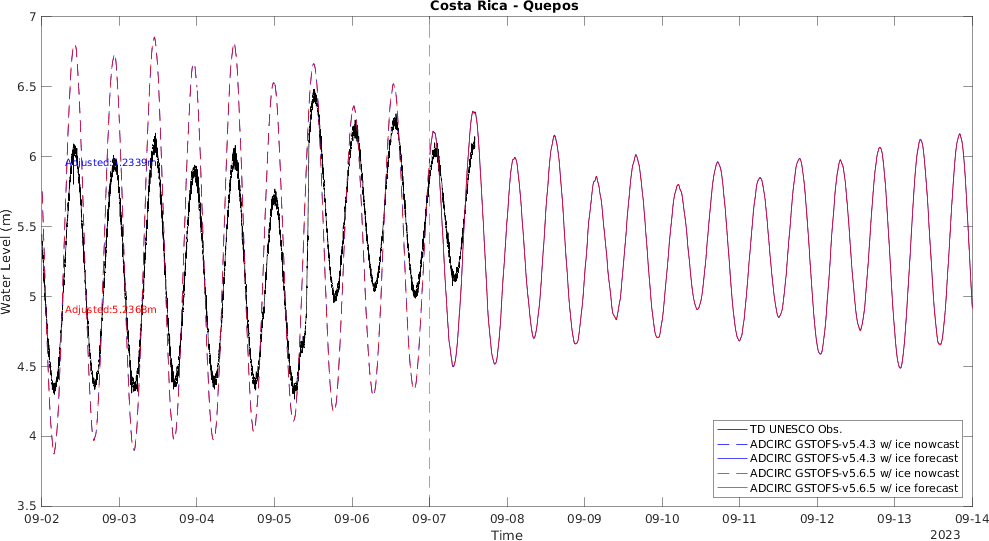 Costa Rica - Quepos
7
6.5
6
5.5
5
4.5
4
3.5
Water Level (m)
Adjusted:5.2339m
Adjusted:5.2368m
TD UNESCO Obs.
ADCIRC GSTOFS-v5.4.3 w/ ice nowcast
ADCIRC GSTOFS-v5.4.3 w/ ice forecast
ADCIRC GSTOFS-v5.6.5 w/ ice nowcast
ADCIRC GSTOFS-v5.6.5 w/ ice forecast
09-02 09-03 09-04 09-05 09-06 09-07 09-08 09-09 09-10 09-11 09-12 09-13 09-14
Time
2023